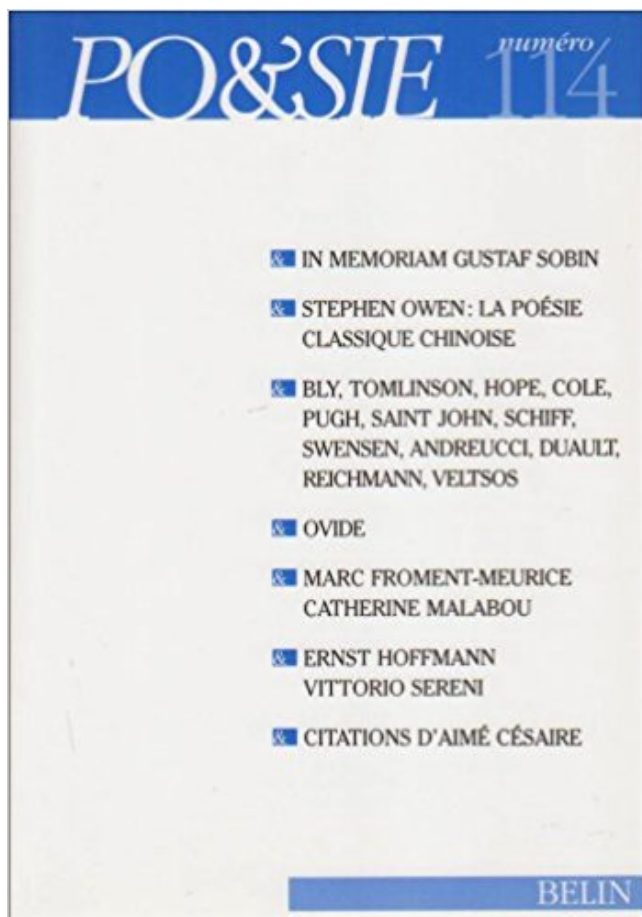 PO&SIE numéro 114
& IN MEMORIAM GUSTAF SOBIN
& STEPHEN OWEN : LA POÉSIE
CLASSIQUE CHINOISE
& BLY, TOMLINSON, HOPE, COLE,
PUGH, SAINT JOHN, SCHIFF,
SWENSEN, ANDREUCCI, DUAULT,
REICHMANN, VELTSOS
& OVIDE
& MARC FROMENT-MEURICE
CATHERINE MALABOU
& ERNST HOFFMANN
VITTORIO SERENI
& CITATIONS D'AIMÉ CÉSAIRE
BELIN